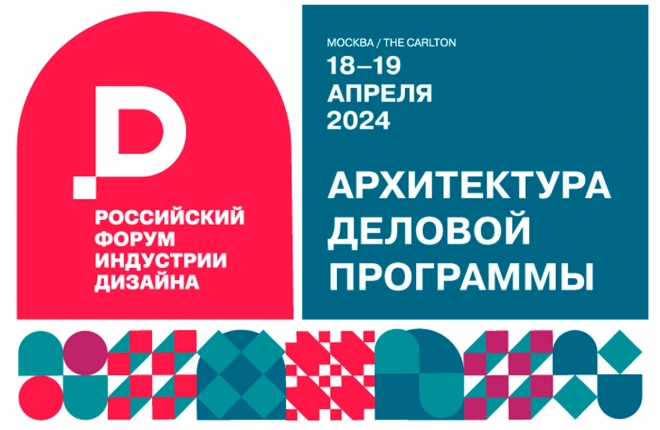 РОССИЙСКИЙ
ФОРУМ
ИНДУСТРИИ
ДИЗАЙНА
МОСКВА / THE CARLTON
18–19
АПРЕЛЯ
2024
АРХИТЕКТУРА
ДЕЛОВОЙ
ПРОГРАММЫ